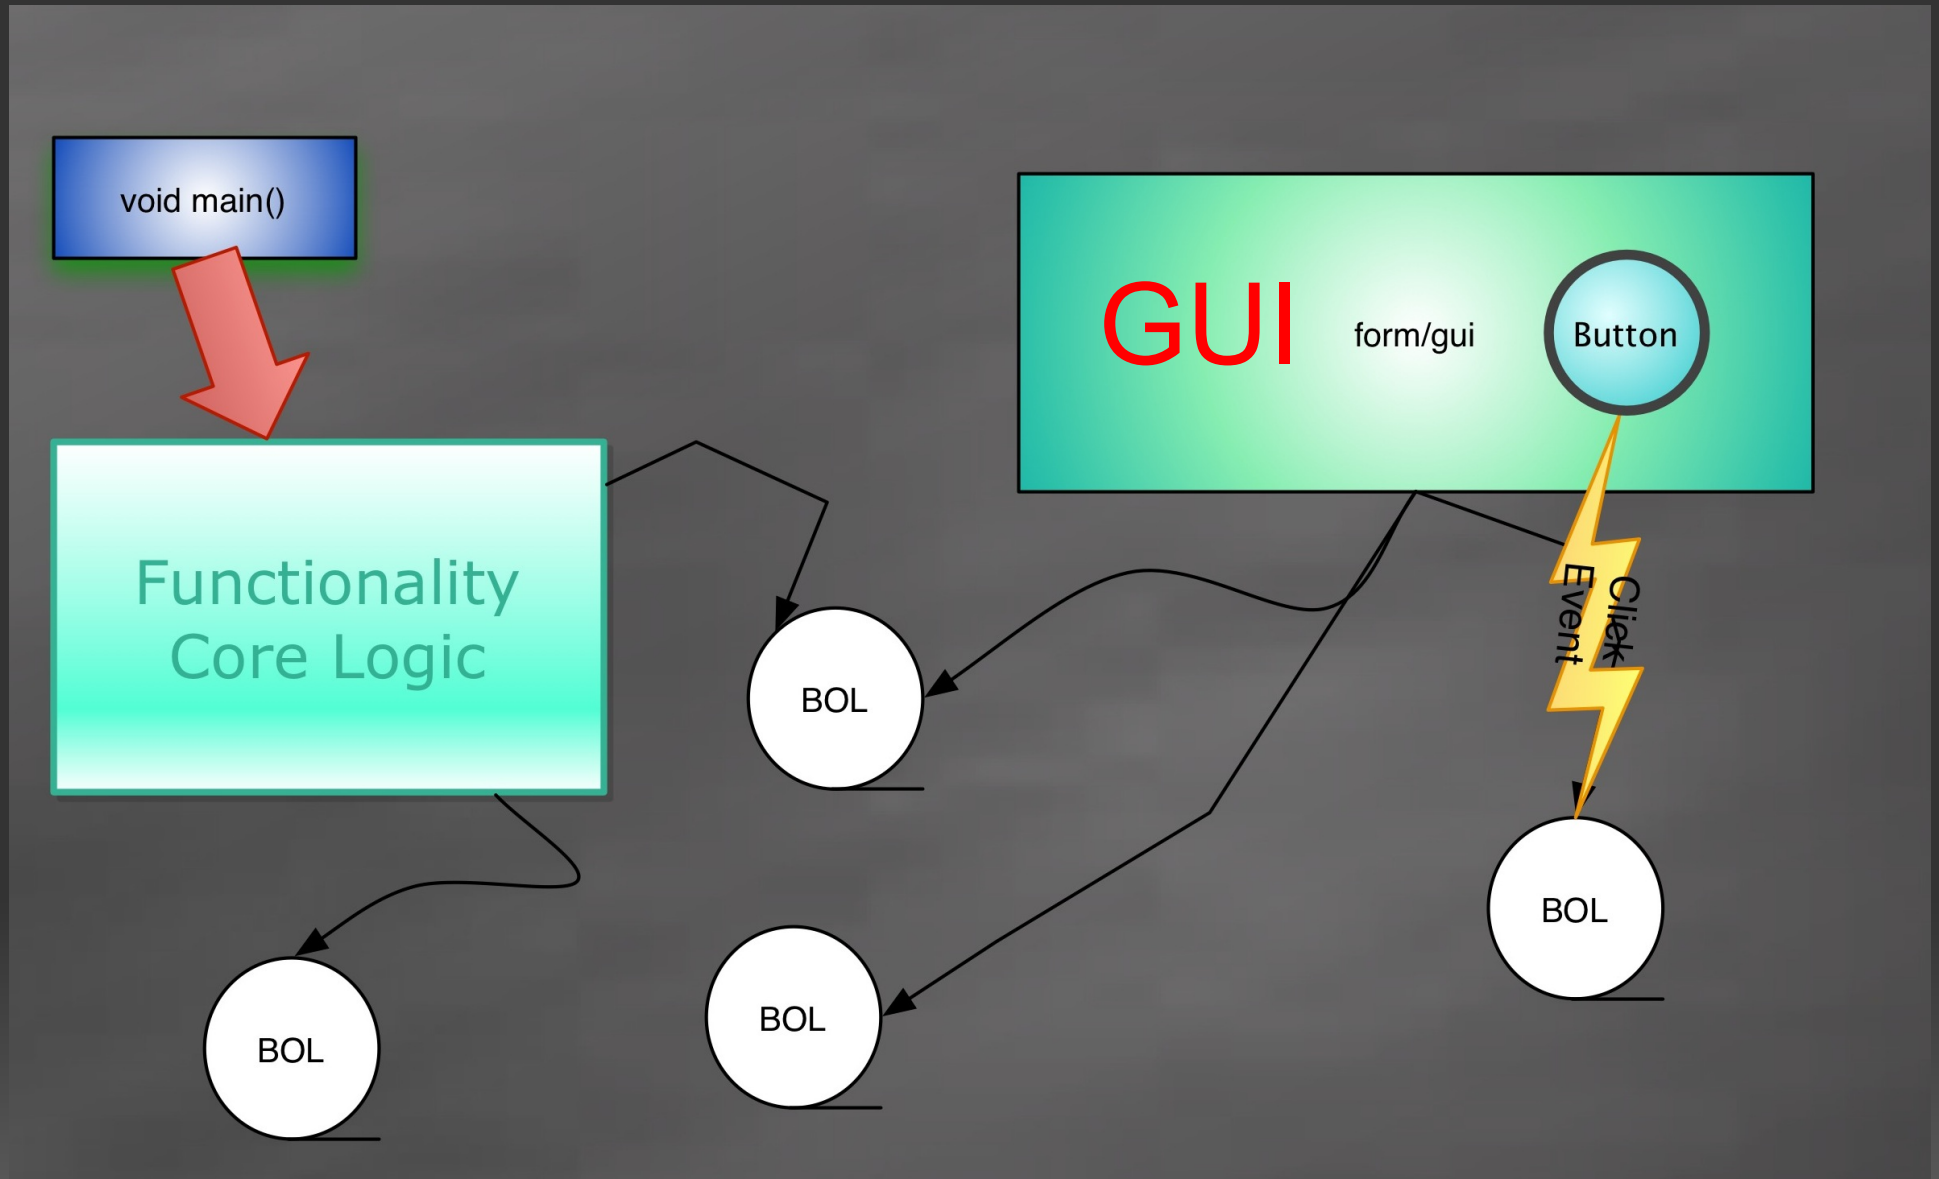 void main()
GUI
form/gui
Button
Functionality
Core Logic
Click
Event
BOL
BOL
BOL
BOL